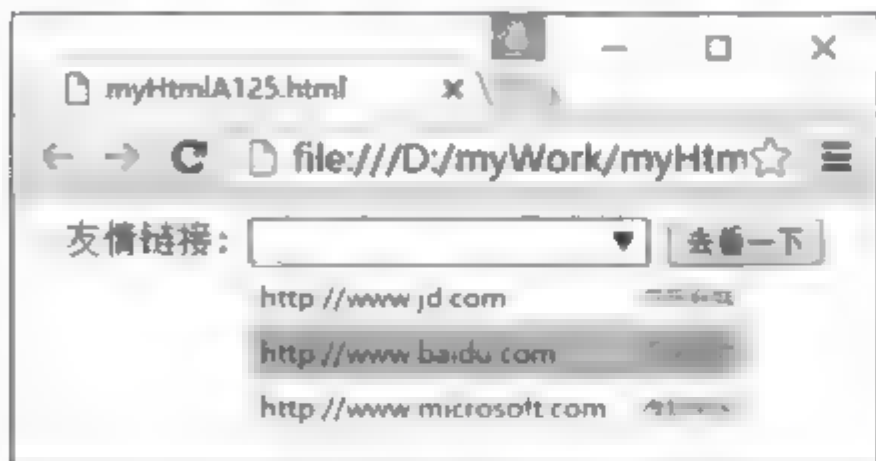 myHtmlA125.html
file:///D:/myWork/myHtm
友情链接: 去看一下
http://www.jd.com
http://www.baidu.com
http://www.microsoft.com